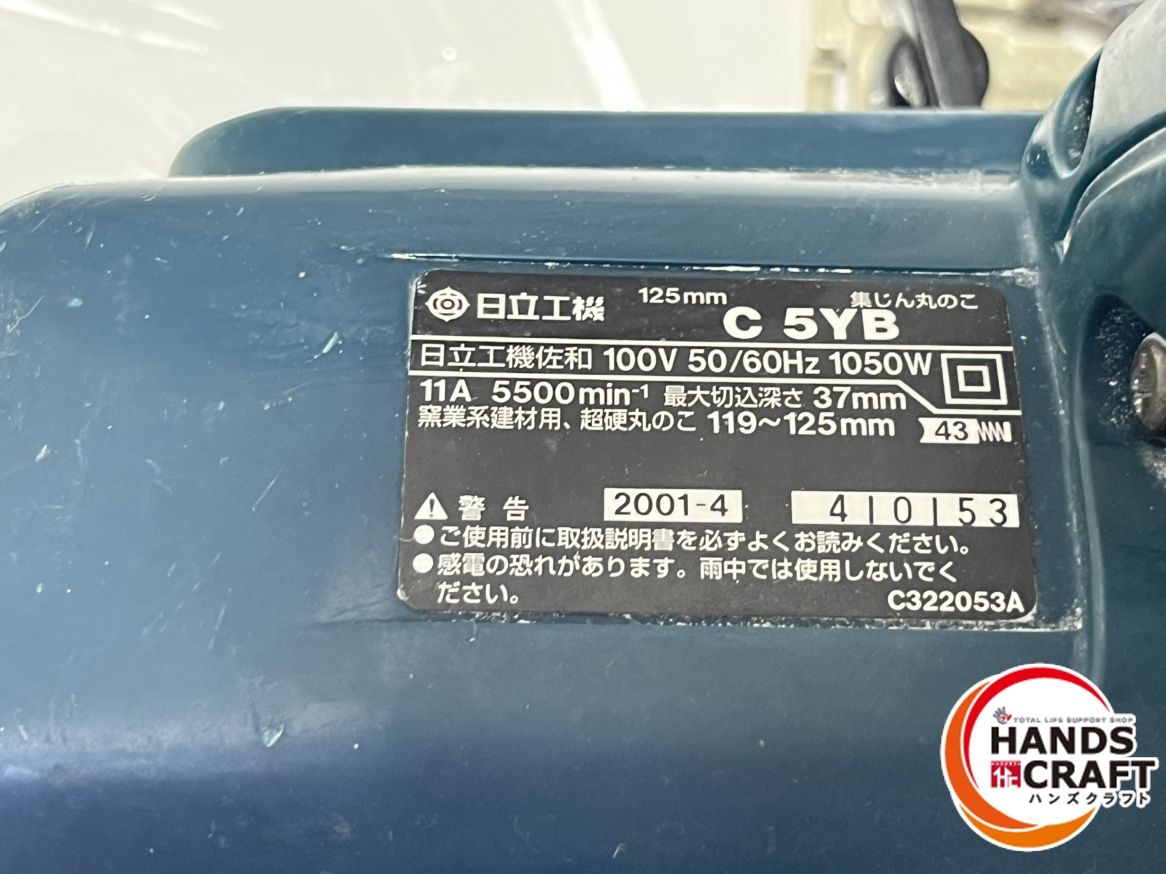 日立工機 125mm 集じん丸のこ
C 5YB
日立工機佐和 100V 50/60Hz 1050W
11A 5500min⁻¹ 最大切込深さ 37mm
窯業系建材用、超硬丸のこ 119〜125mm 43
警告 2001-4 410153
●ご使用前に取扱説明書を必ずよくお読みください。
●感電の恐れがあります。雨中では使用しないでく
ださい。
C322053A
TOTAL LIFE SUPPORT SHOP
HANDS
CRAFT
ハンズクラフト